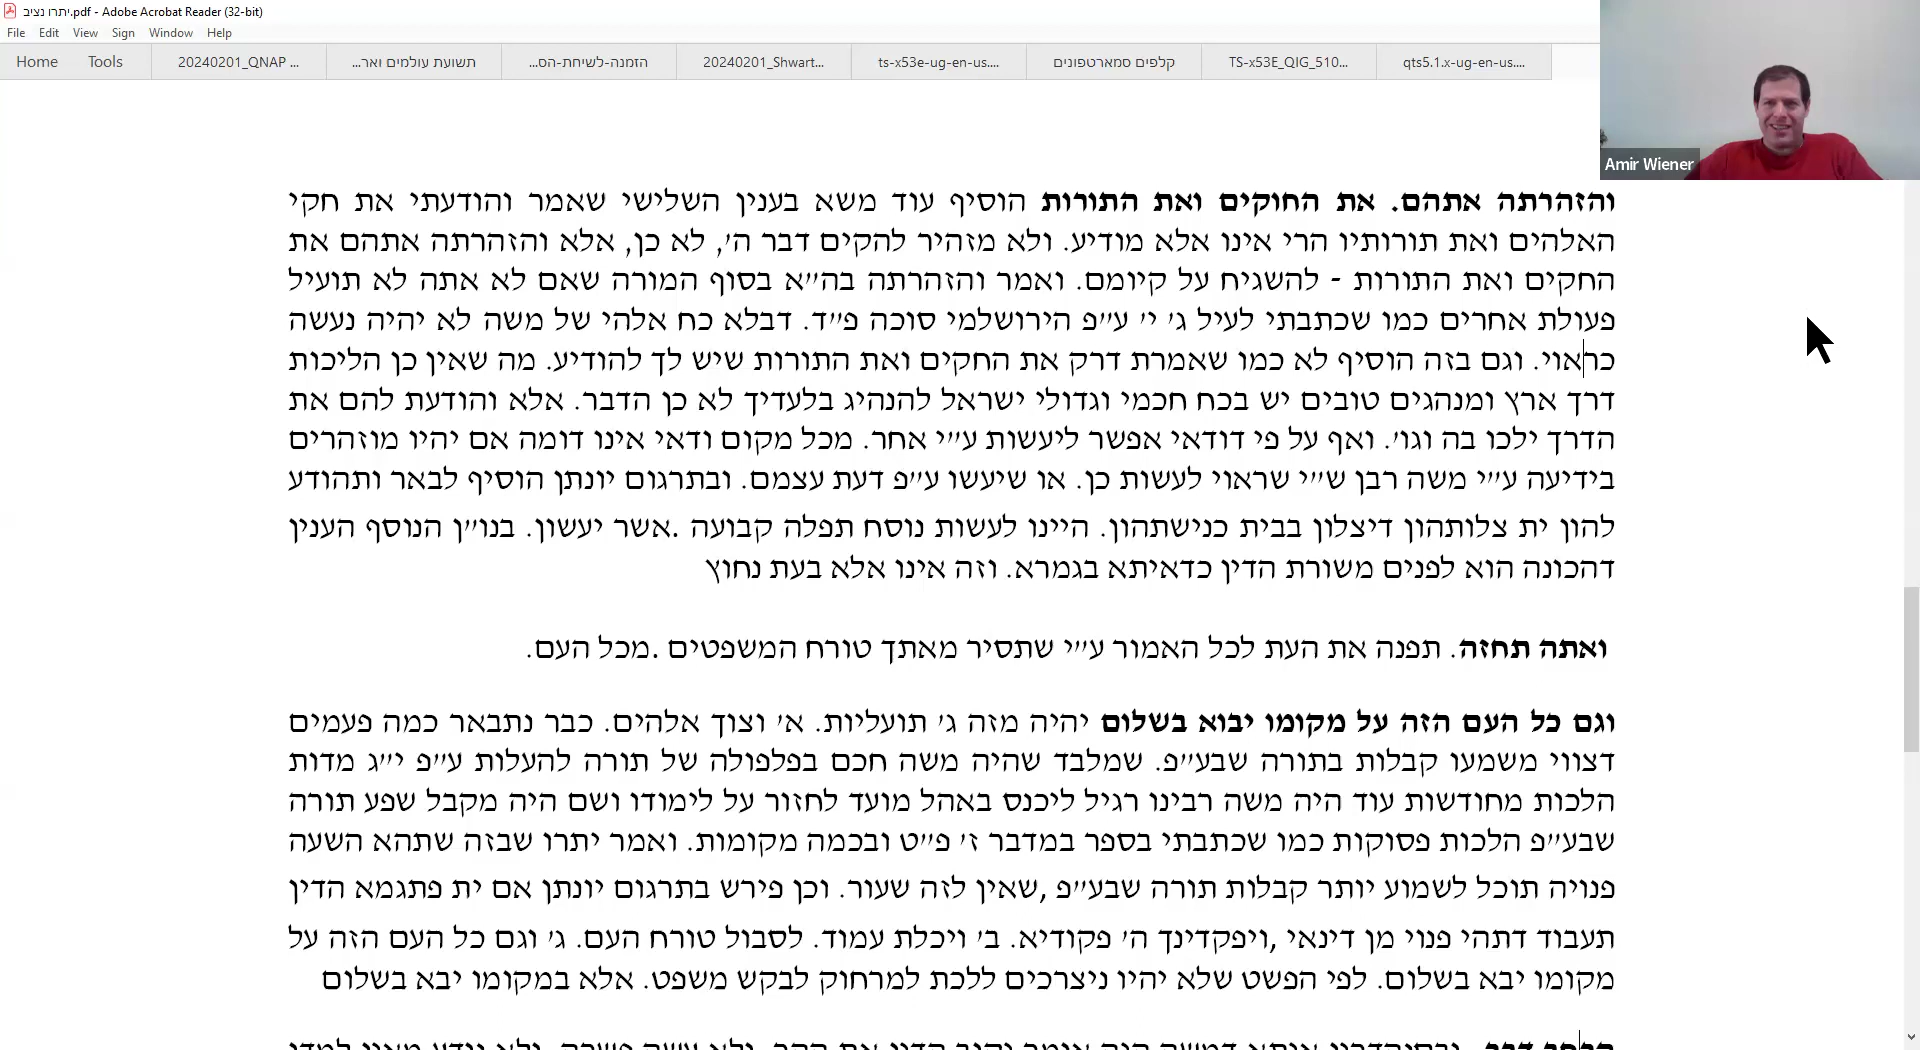 יתרו נציב.pdf - Adobe Acrobat Reader (32-bit)
File Edit View Sign Window Help
Home Tools 20240201_QNAP ... תשועת עולמים ואר... הזמנה-לשיחת-הס... 20240201_Shwart... ts-x53e-ug-en-us.... קלפים סמארטפונים TS-x53E_QIG_510... qts5.1.x-ug-en-us....
Amir Wiener
והזהרתה אתהם. את החוקים ואת התורות הוסיף עוד משא בענין השלישי שאמר והודעתי את חקי
האלהים ואת תורותיו הרי אינו אלא מודיע. ולא מזהיר להקים דבר ה', לא כן, אלא והזהרתה אתהם את
החקים ואת התורות - להשגיח על קיומם. ואמר והזהרתה בה״א בסוף המורה שאם לא אתה לא תועיל
פעולת אחרים כמו שכתבתי לעיל ג' י' ע״פ הירושלמי סוכה פ״ד. דבלא כח אלהי של משה לא יהיה נעשה
כראוי. וגם בזה הוסיף לא כמו שאמרת דרק את החקים ואת התורות שיש לך להודיע. מה שאין כן הליכות
דרך ארץ ומנהגים טובים יש בכח חכמי וגדולי ישראל להנהיג בלעדיך לא כן הדבר. אלא והודעת להם את
הדרך ילכו בה וגו'. ואף על פי דודאי אפשר ליעשות ע״י אחר. מכל מקום ודאי אינו דומה אם יהיו מוזהרים
בידיעה ע״י משה רבן ש״י שראוי לעשות כן. או שיעשו ע״פ דעת עצמם. ובתרגום יונתן הוסיף לבאר ותהודע
להון ית צלותהון דיצלון בבית כנישתהון. היינו לעשות נוסח תפלה קבועה .אשר יעשון. בנו״ן הנוסף הענין
דהכונה הוא לפנים משורת הדין כדאיתא בגמרא. וזה אינו אלא בעת נחוץ
ואתה תחזה. תפנה את העת לכל האמור ע״י שתסיר מאתך טורח המשפטים .מכל העם.
וגם כל העם הזה על מקומו יבוא בשלום יהיה מזה ג' תועליות. א' וצוך אלהים. כבר נתבאר כמה פעמים
דצווי משמעו קבלות בתורה שבע״פ. שמלבד שהיה משה חכם בפלפולה של תורה להעלות ע״פ י״ג מדות
הלכות מחודשות עוד היה משה רבינו רגיל ליכנס באהל מועד לחזור על לימודו ושם היה מקבל שפע תורה
שבע״פ הלכות פסוקות כמו שכתבתי בספר במדבר ז' פ״ט ובכמה מקומות. ואמר יתרו שבזה שתהא השעה
פנויה תוכל לשמוע יותר קבלות תורה שבע״פ ,שאין לזה שעור. וכן פירש בתרגום יונתן אם ית פתגמא הדין
תעבוד דתהי פנוי מן דינאי ,ויפקדינך ה' פקודיא. ב' ויכלת עמוד. לסבול טורח העם. ג' וגם כל העם הזה על
מקומו יבא בשלום. לפי הפשט שלא יהיו ניצרכים ללכת למרחוק לבקש משפט. אלא במקומו יבא בשלום